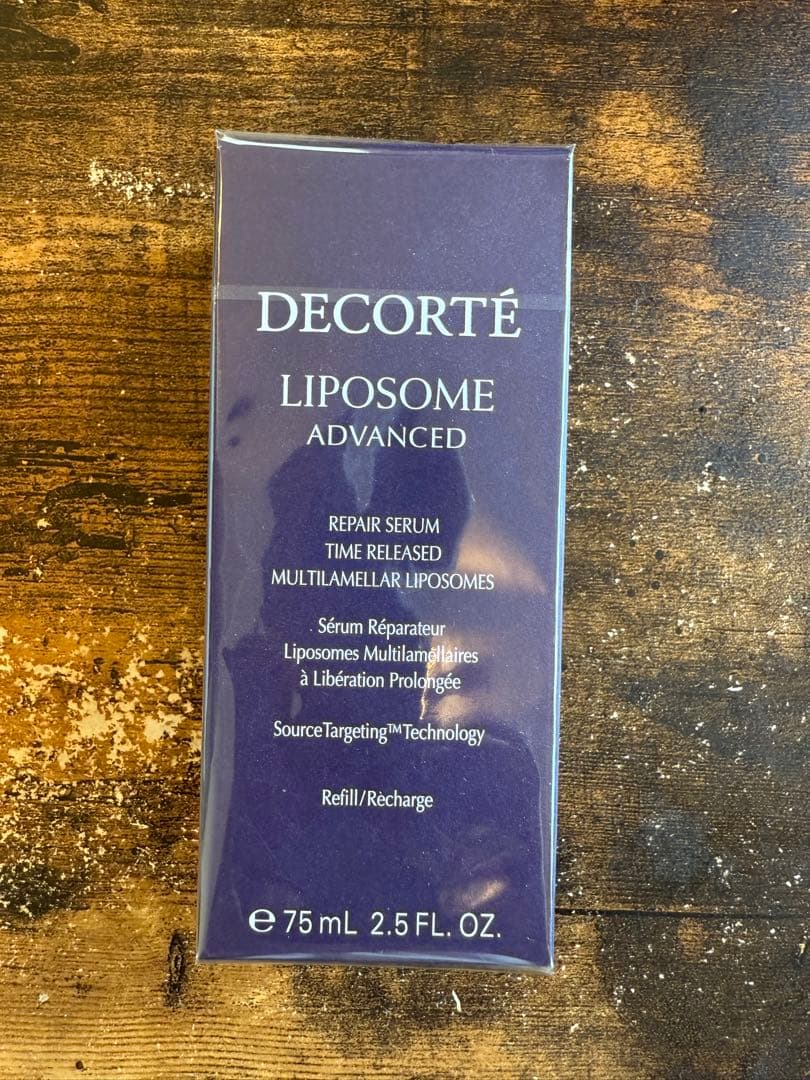 DECORTÉ
LIPOSOME
ADVANCED
REPAIR SERUM
TIME RELEASED
MULTILAMELLAR LIPOSOMES
Sérum Réparateur
Liposomes Multilamellaires
à Libération Prolongée
SourceTargeting™Technology
Refill/Rècharge
e 75 mL 2.5 FL. OZ.